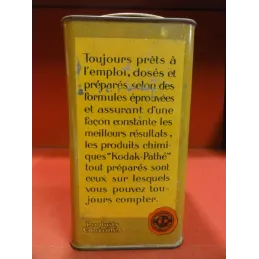 Toujours prêts à
l'emploi, dosés et
préparés selon des
formules éprouvées
et assurant d'une
façon constante les
meilleurs résultats,
les produits chimi-
ques "Kodak-Pathé"
tout préparés sont
ceux sur lesquels
vous pouvez tou-
jours compter.
Produits